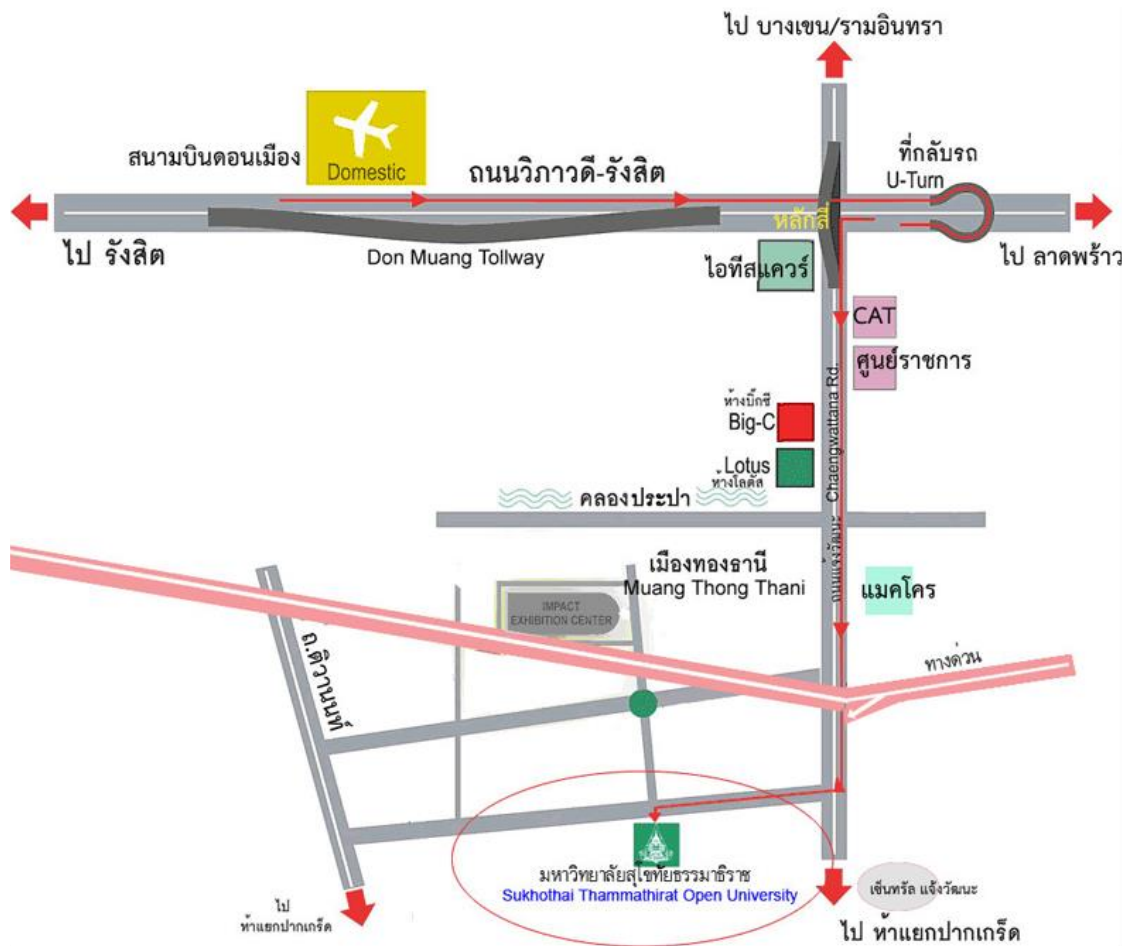 ไป บางเขน/รามอินทรา
สนามบินดอนเมือง
Domestic
ถนนวิภาวดี-รังสิต
ที่กลับรถ
U-Turn
หลักสี่
ไป รังสิต
Don Muang Tollway
ไอทีสแควร์
ไป ลาดพร้าว
CAT
ศูนย์ราชการ
ห้างบิ๊กซี
Big-C
Lotus
ห้างโลตัส
ถนนแจ้งวัฒนะ Chaengwattana Rd.
คลองประปา
เมืองทองธานี
Muang Thong Thani
แมคโคร
IMPACT
EXHIBITION CENTER
ถ.ติวานนท์
ทางด่วน
มหาวิทยาลัยสุโขทัยธรรมาธิราช
Sukhothai Thammathirat Open University
เซ็นทรัล แจ้งวัฒนะ
ไป
ห้าแยกปากเกร็ด
ไป ห้าแยกปากเกร็ด